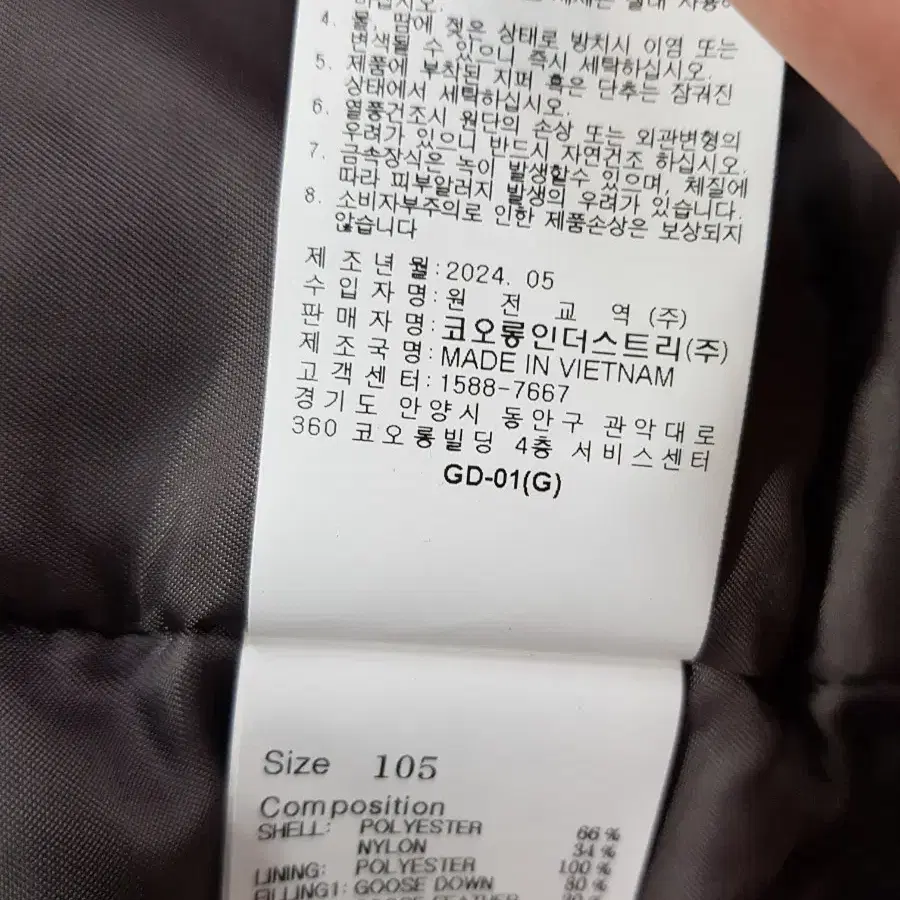 하십시오.
4. 물, 땀에 젖은 상태로 방치시 이염 또는
변색될 수 있으니 즉시 세탁하십시오.
5. 제품에 부착된 지퍼 혹은 단추는 잠궈진
상태에서 세탁하십시오.
6. 열풍건조시 원단의 손상 또는 외관변형의
우려가 있으니 반드시 자연건조 하십시오.
7. 금속장식은 녹이 발생할수 있으며, 체질에
따라 피부알러지 발생의 우려가 있습니다.
8. 소비자부주의로 인한 제품손상은 보상되지
않습니다
제조년월:2024. 05
수입자명:원 전 교 역 (주)
판매자명:코오롱인더스트리(주)
제조국명:MADE IN VIETNAM
고객센터:1588-7667
경기도 안양시 동안구 관악대로
360 코오롱빌딩 4층 서비스센터
GD-01(G)
Size 105
Composition
SHELL: POLYESTER 66 %
NYLON 34 %
LINING: POLYESTER 100 %
FILLING1: GOOSE DOWN 80 %